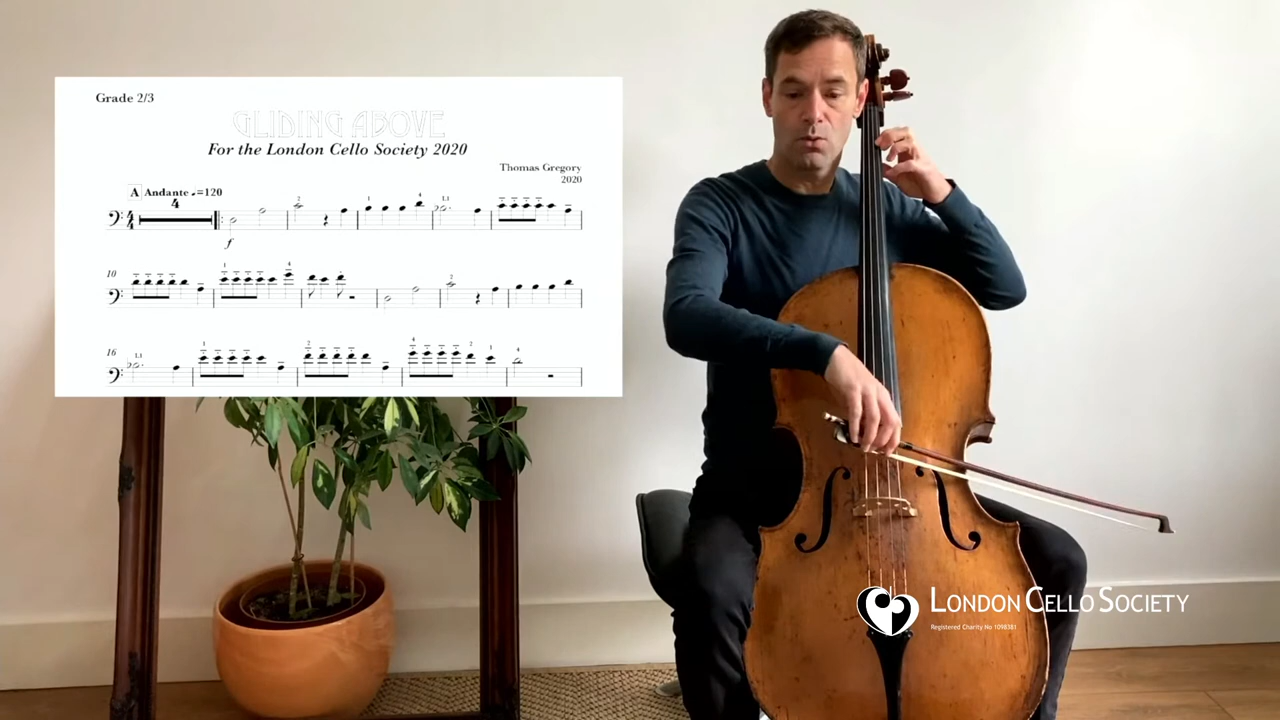 Grade 2/3
GLIDING ABOVE
For the London Cello Society 2020
Thomas Gregory
2020
A Andante ♩=120
4
f
10
16
LONDON CELLO SOCIETY
Registered Charity No 1098381